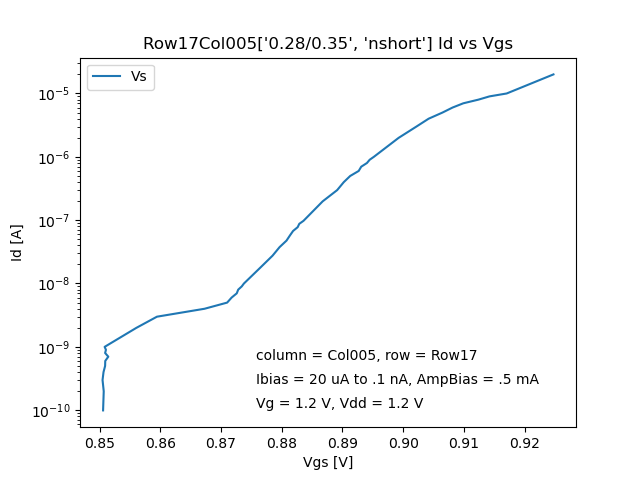 Row17Col005['0.28/0.35', 'nshort'] Id vs Vgs
Vs
10⁻⁵
10⁻⁶
10⁻⁷
10⁻⁸
10⁻⁹
10⁻¹⁰
Id [A]
column = Col005, row = Row17
Ibias = 20 uA to .1 nA, AmpBias = .5 mA
Vg = 1.2 V, Vdd = 1.2 V
0.85 0.86 0.87 0.88 0.89 0.90 0.91 0.92
Vgs [V]